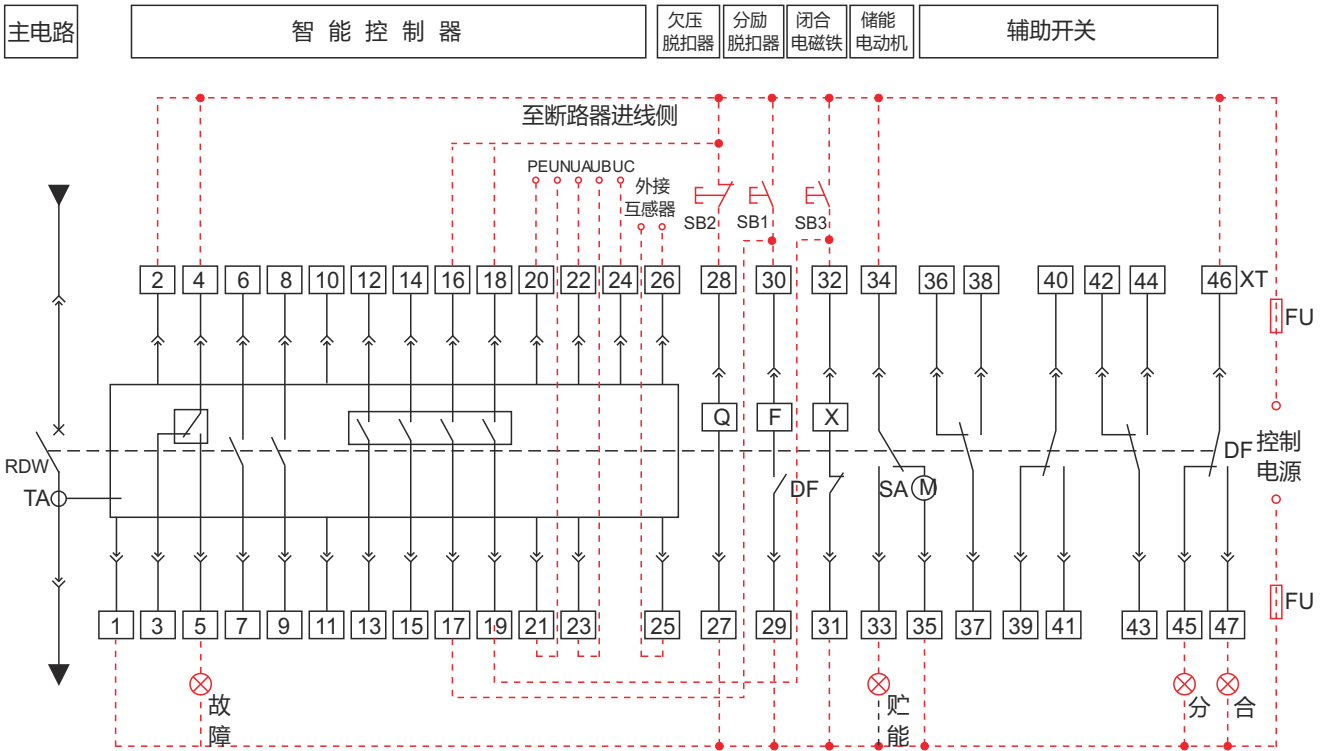 主电路
智能控制器
欠压
脱扣器
分励
脱扣器
闭合
电磁铁
储能
电动机
辅助开关
至断路器进线侧
PE UN UA UB UC
外接
互感器
SB2
SB1
SB3
2 4 6 8 10 12 14 16 18 20 22 24 26 28 30 32 34 36 38 40 42 44 46 XT
FU
Q F X
RDW
DF
控制
电源
TA
DF
SA
M
FU
1 3 5 7 9 11 13 15 17 19 21 23 25 27 29 31 33 35 37 39 41 43 45 47
故
障
贮
能
分
合